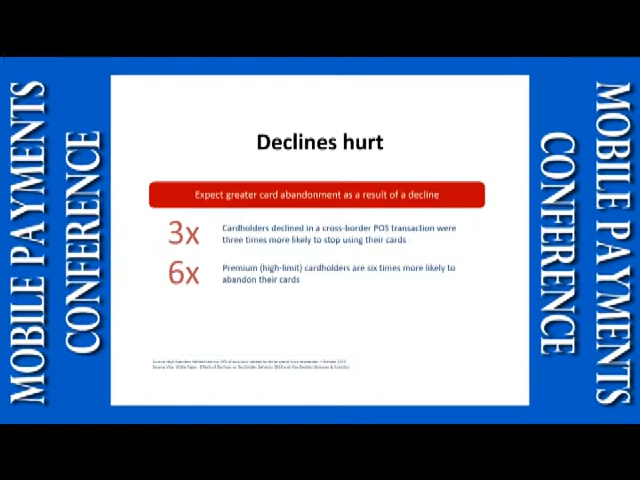 MOBILE PAYMENTS
CONFERENCE
Declines hurt
Expect greater card abandonment as a result of a decline
3x
Cardholders declined in a cross-border POS transaction were
three times more likely to stop using their cards
6x
Premium (high-limit) cardholders are six times more likely to
abandon their cards
CONFERENCE
MOBILE PAYMENTS